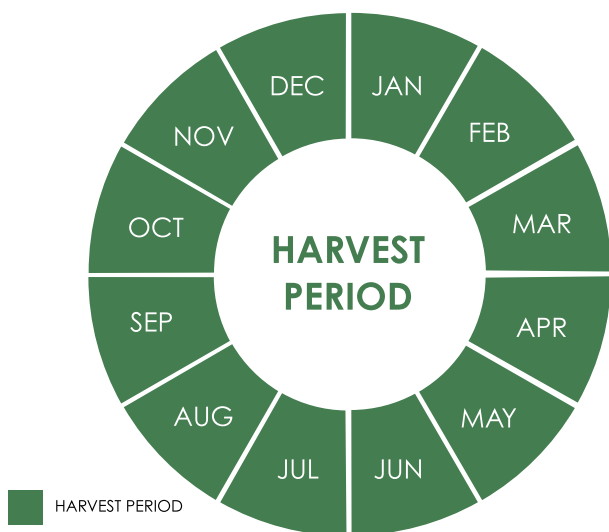 JAN
FEB
MAR
APR
MAY
JUN
JUL
AUG
SEP
OCT
NOV
DEC
HARVEST
PERIOD
HARVEST PERIOD